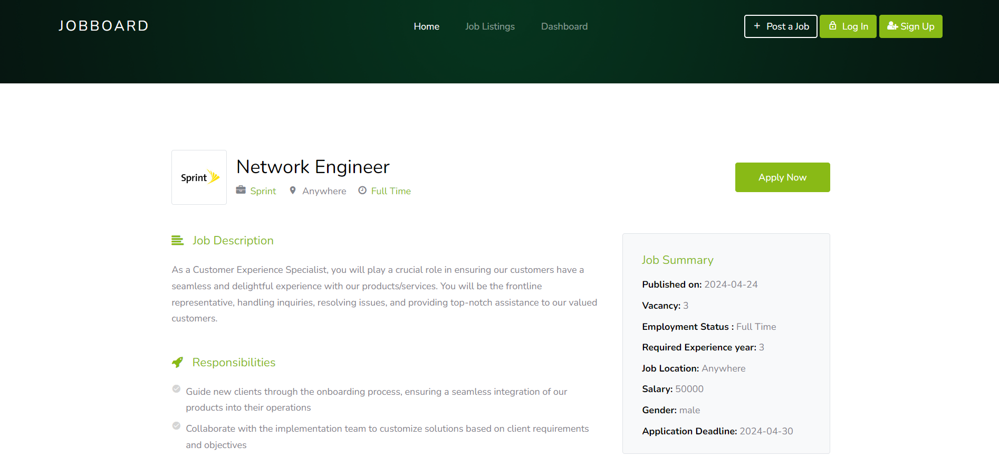 JOBBOARD
Home
Job Listings
Dashboard
+ Post a Job
Log In
Sign Up
Sprint
Network Engineer
Sprint
Anywhere
Full Time
Apply Now
Job Description
As a Customer Experience Specialist, you will play a crucial role in ensuring our customers have a
seamless and delightful experience with our products/services. You will be the frontline
representative, handling inquiries, resolving issues, and providing top-notch assistance to our valued
customers.
Responsibilities
Guide new clients through the onboarding process, ensuring a seamless integration of our
products into their operations
Collaborate with the implementation team to customize solutions based on client requirements
and objectives
Job Summary
Published on: 2024-04-24
Vacancy: 3
Employment Status : Full Time
Required Experience year: 3
Job Location: Anywhere
Salary: 50000
Gender: male
Application Deadline: 2024-04-30